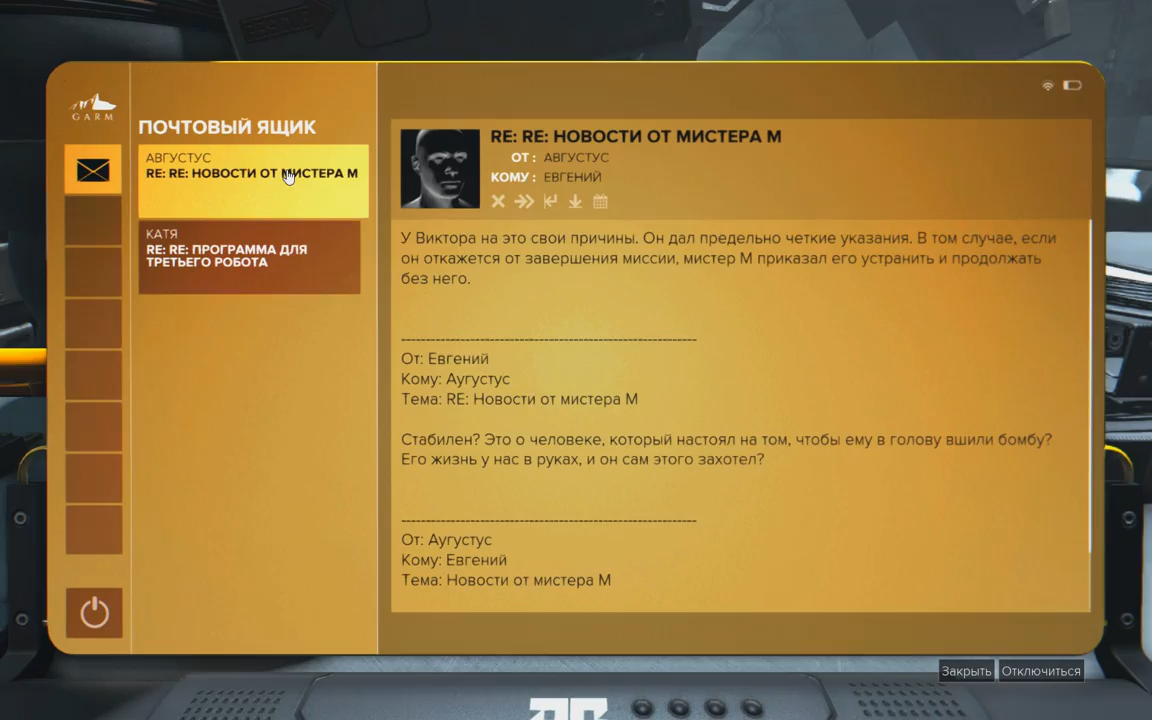 GARM
ПОЧТОВЫЙ ЯЩИК
АВГУСТУС
RE: RE: НОВОСТИ ОТ МИСТЕРА М
КАТЯ
RE: RE: ПРОГРАММА ДЛЯ
ТРЕТЬЕГО РОБОТА
RE: RE: НОВОСТИ ОТ МИСТЕРА М
ОТ : АВГУСТУС
КОМУ : ЕВГЕНИЙ
У Виктора на это свои причины. Он дал предельно четкие указания. В том случае, если
он откажется от завершения миссии, мистер М приказал его устранить и продолжать
без него.
------------------------------------------------------------
От: Евгений
Кому: Аугустус
Тема: RE: Новости от мистера М
Стабилен? Это о человеке, который настоял на том, чтобы ему в голову вшили бомбу?
Его жизнь у нас в руках, и он сам этого захотел?
------------------------------------------------------------
От: Аугустус
Кому: Евгений
Тема: Новости от мистера М
Закрыть Отключиться